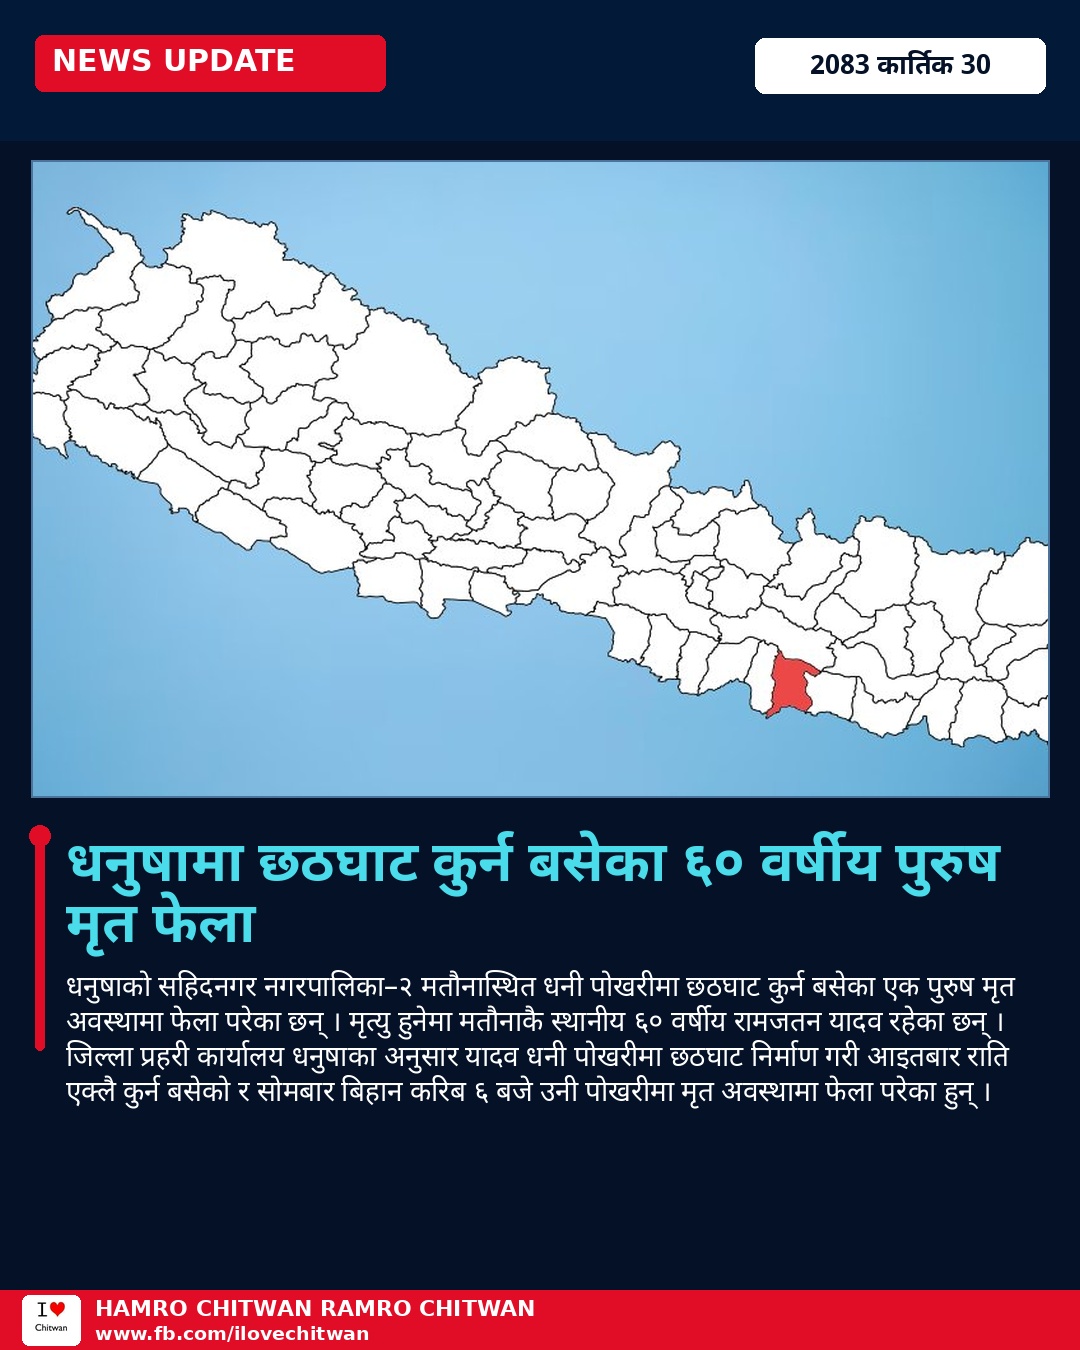 NEWS UPDATE
2083 कार्तिक 30
धनुषामा छठघाट कुर्न बसेका ६० वर्षीय पुरुष
मृत फेला
धनुषाको सहिदनगर नगरपालिका–२ मतौनास्थित धनी पोखरीमा छठघाट कुर्न बसेका एक पुरुष मृत
अवस्थामा फेला परेका छन् । मृत्यु हुनेमा मतौनाकै स्थानीय ६० वर्षीय रामजतन यादव रहेका छन् ।
जिल्ला प्रहरी कार्यालय धनुषाका अनुसार यादव धनी पोखरीमा छठघाट निर्माण गरी आइतबार राति
एक्लै कुर्न बसेको र सोमबार बिहान करिब ६ बजे उनी पोखरीमा मृत अवस्थामा फेला परेका हुन् ।
I ❤
Chitwan
HAMRO CHITWAN RAMRO CHITWAN
www.fb.com/ilovechitwan